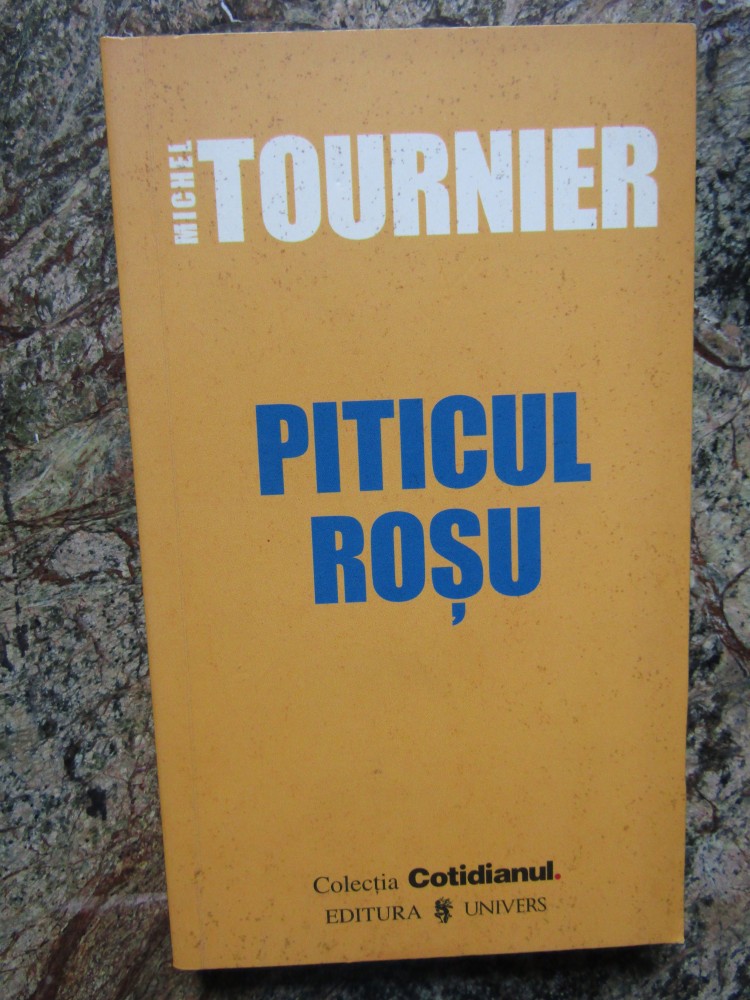 MICHEL
TOURNIER
PITICUL
ROȘU
Colecția Cotidianul.
EDITURA UNIVERS